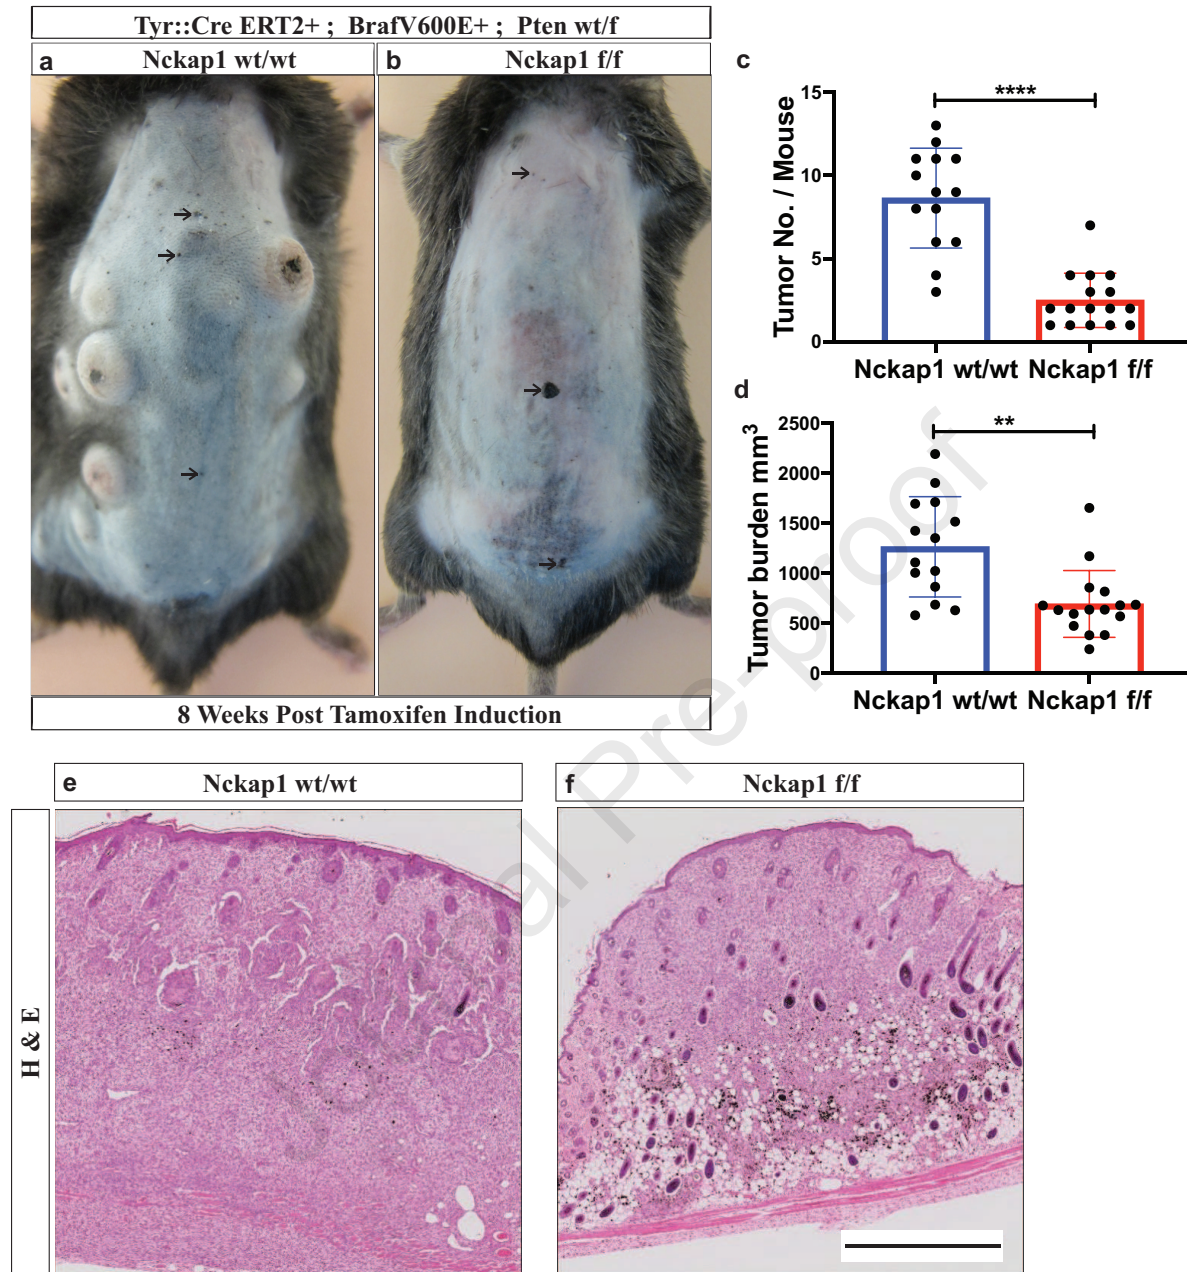 Tyr::Cre ERT2+ ; BrafV600E+ ; Pten wt/f
a Nckap1 wt/wt
b Nckap1 f/f
8 Weeks Post Tamoxifen Induction
c
Tumor No. / Mouse
15
10
5
0
****
Nckap1 wt/wt Nckap1 f/f
d
Tumor burden mm³
2500
2000
1500
1000
500
0
**
Nckap1 wt/wt Nckap1 f/f
e Nckap1 wt/wt
f Nckap1 f/f
H & E
Journal Pre-proof